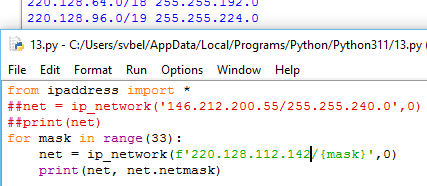 220.128.64.0/18 255.255.192.0
220.128.96.0/19 255.255.224.0
13.py - C:/Users/svbel/AppData/Local/Programs/Python/Python311/13.py
File Edit Format Run Options Window Help
from ipaddress import *
##net = ip_network('146.212.200.55/255.255.240.0',0)
##print(net)
for mask in range(33):
    net = ip_network(f'220.128.112.142/{mask}',0)
    print(net, net.netmask)